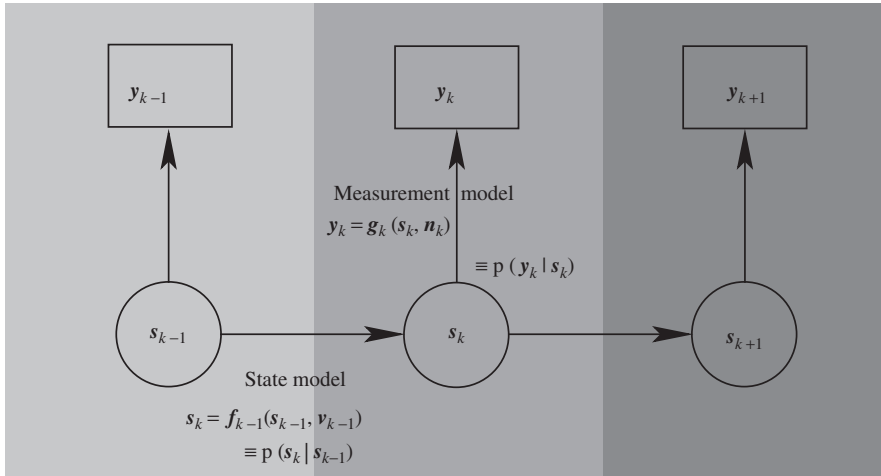 y_{k-1} y_k y_{k+1}
Measurement model
y_k = g_k (s_k, n_k)
≡ p ( y_k | s_k)
s_{k-1} s_k s_{k+1}
State model
s_k = f_{k-1}(s_{k-1}, v_{k-1})
≡ p (s_k | s_{k-1})